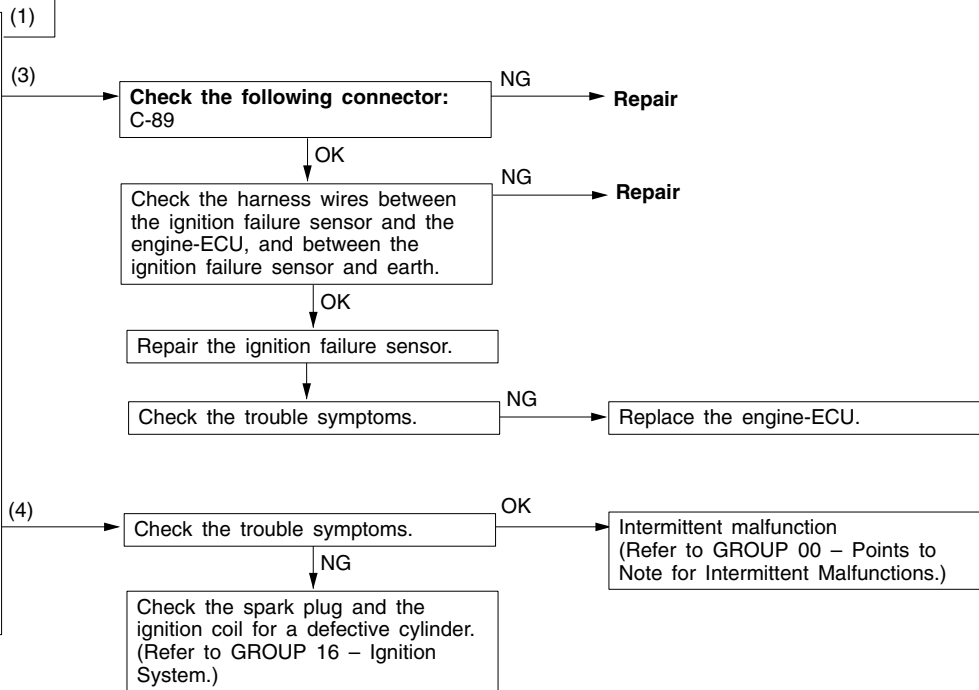 (1)
(3)
Check the following connector:
C-89
NG
Repair
OK
Check the harness wires between
the ignition failure sensor and the
engine-ECU, and between the
ignition failure sensor and earth.
NG
Repair
OK
Repair the ignition failure sensor.
Check the trouble symptoms.
NG
Replace the engine-ECU.
(4)
Check the trouble symptoms.
OK
Intermittent malfunction
(Refer to GROUP 00 – Points to
Note for Intermittent Malfunctions.)
NG
Check the spark plug and the
ignition coil for a defective cylinder.
(Refer to GROUP 16 – Ignition
System.)